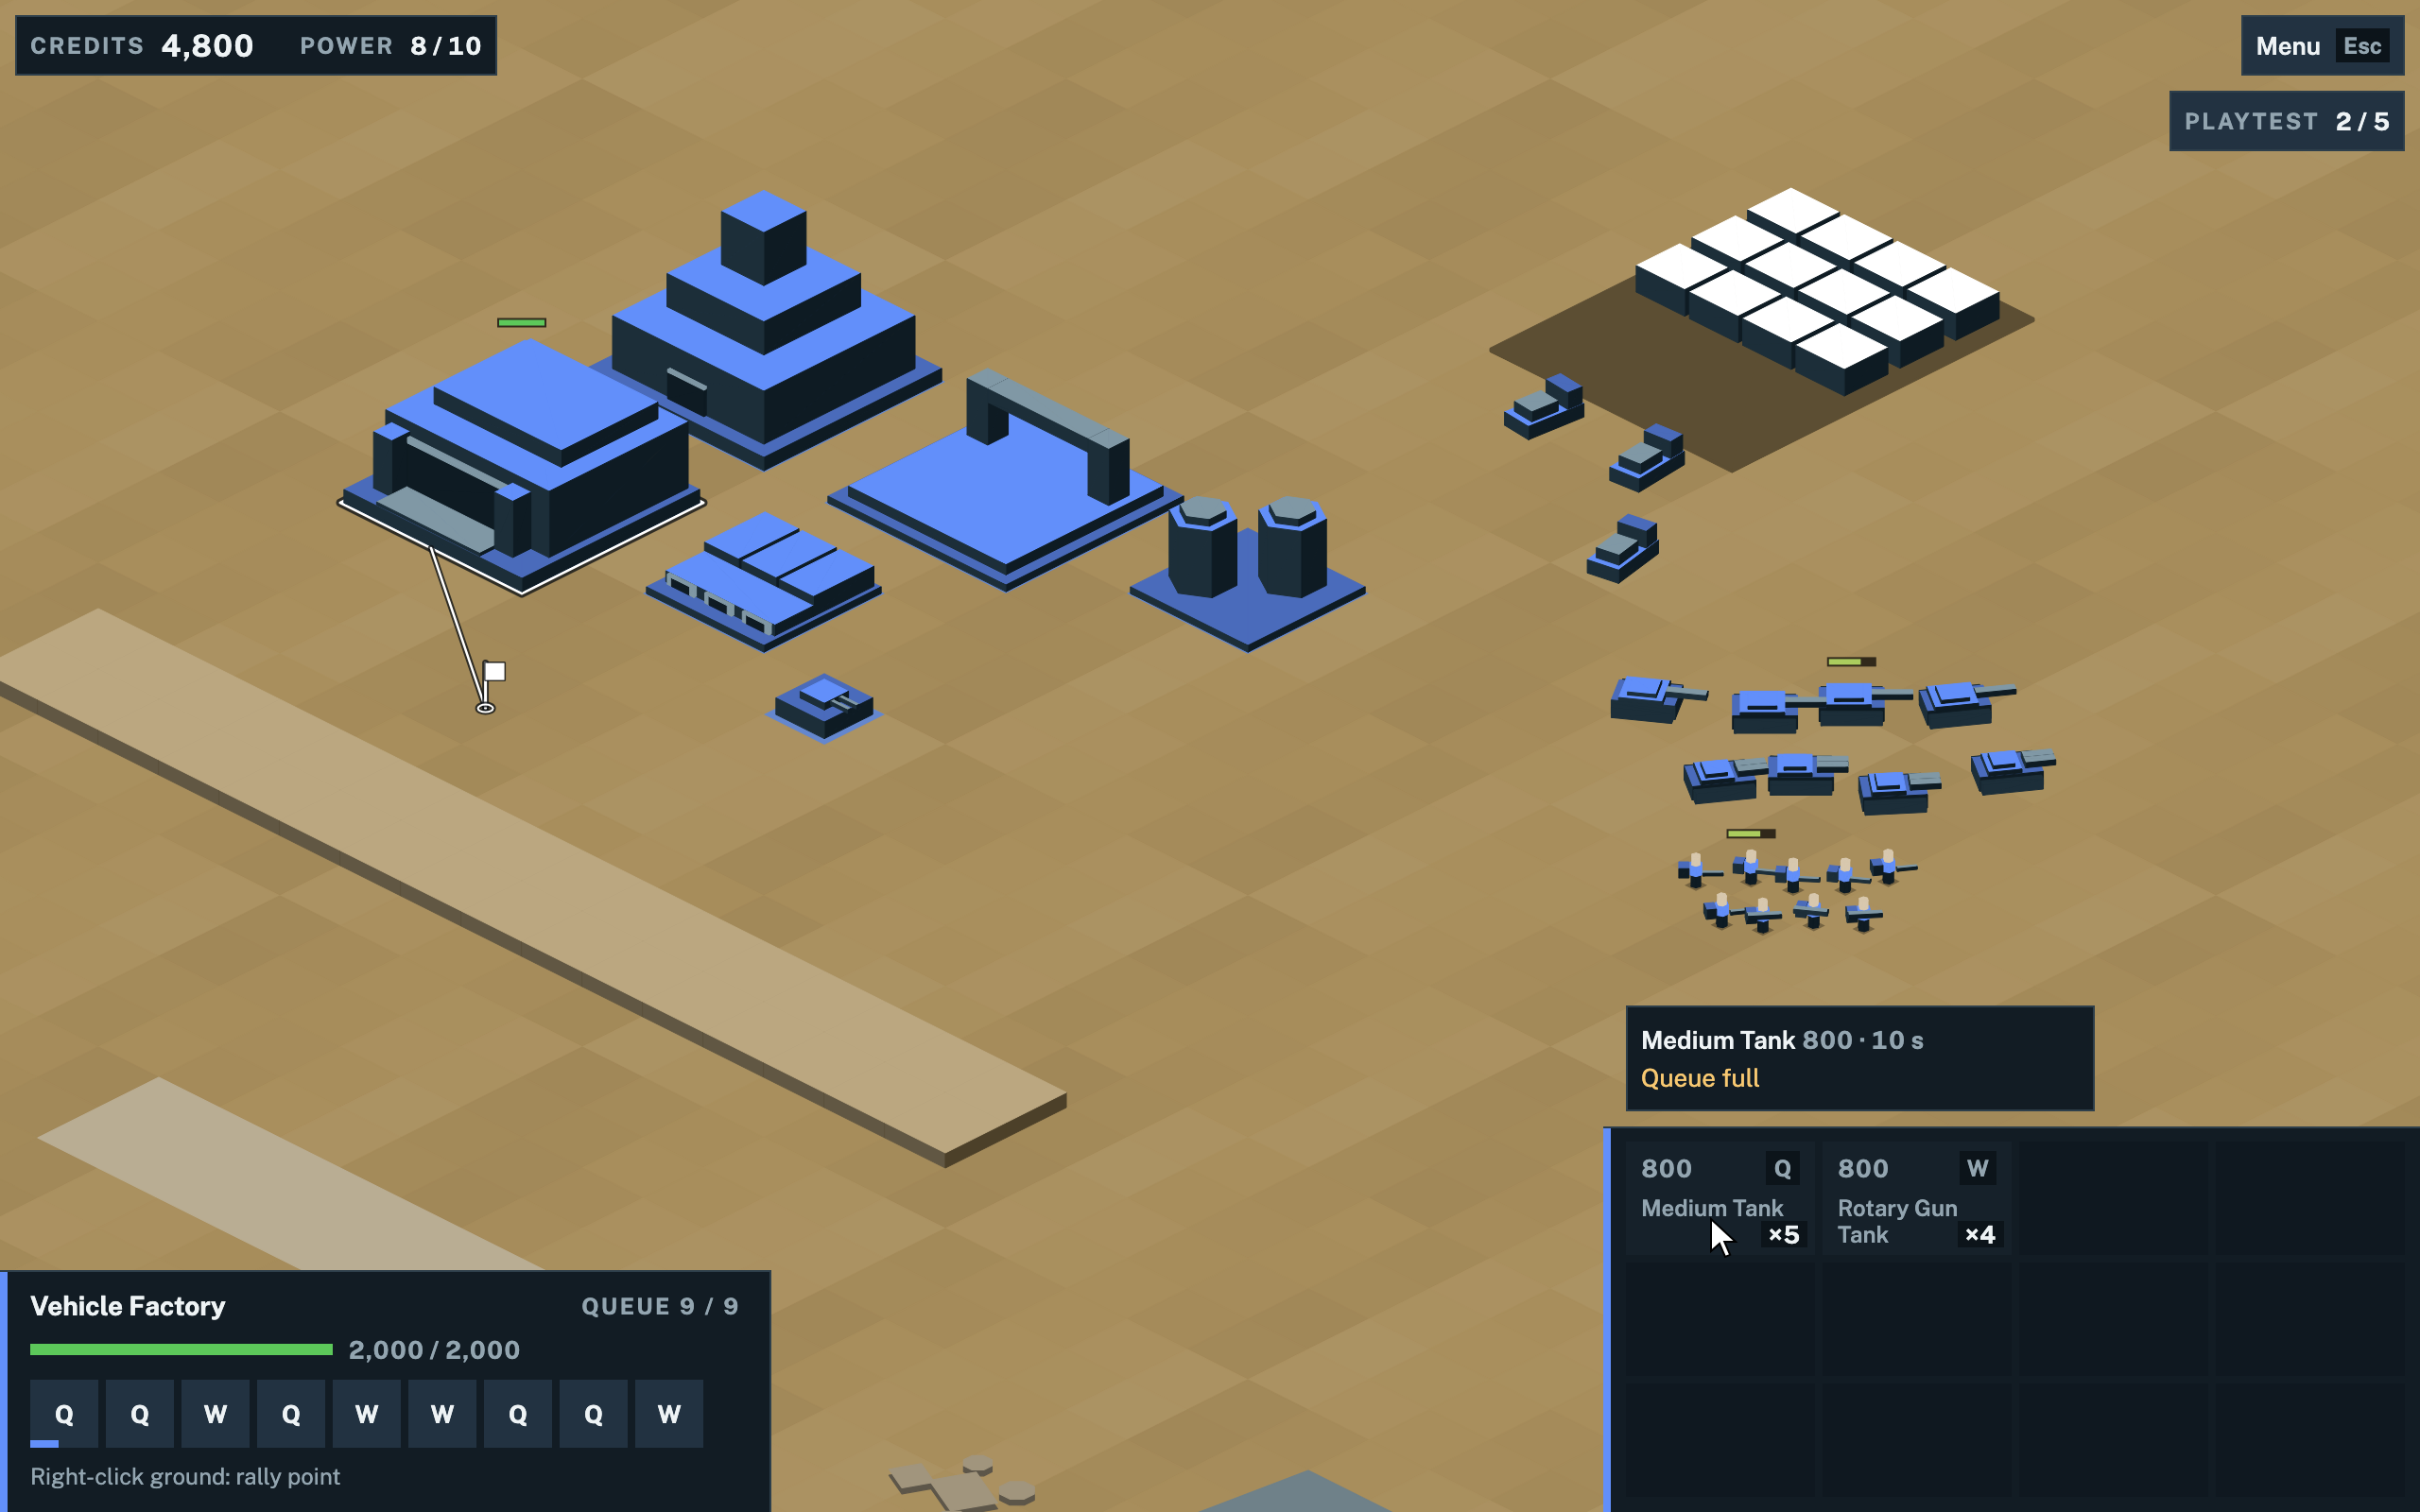 CREDITS 4,800 POWER 8/10
Menu Esc
PLAYTEST 2/5
Medium Tank 800 · 10 s
Queue full
800 Q
Medium Tank
×5
800 W
Rotary Gun
Tank ×4
Vehicle Factory QUEUE 9 / 9
2,000/2,000
Q Q W Q W W Q Q W
Right-click ground: rally point